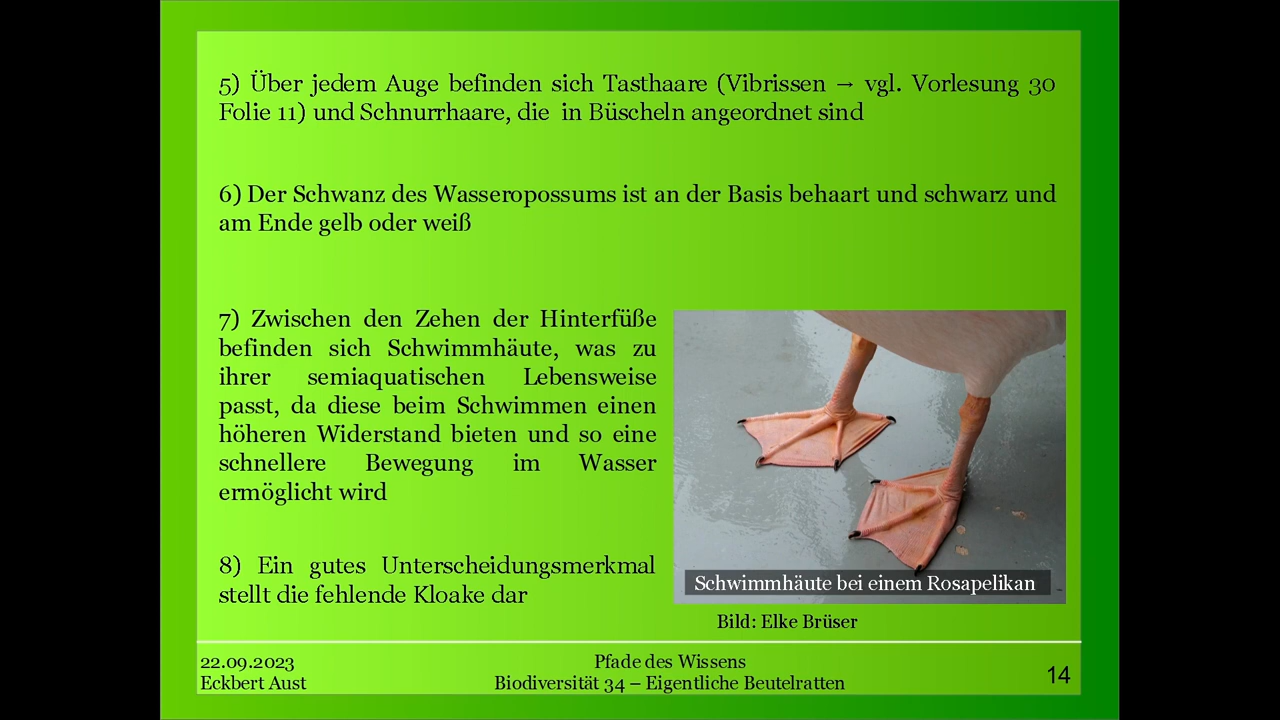 5) Über jedem Auge befinden sich Tasthaare (Vibrissen → vgl. Vorlesung 30
Folie 11) und Schnurrhaare, die  in Büscheln angeordnet sind
6) Der Schwanz des Wasseropossums ist an der Basis behaart und schwarz und
am Ende gelb oder weiß
7) Zwischen den Zehen der Hinterfüße
befinden sich Schwimmhäute, was zu
ihrer semiaquatischen Lebensweise
passt, da diese beim Schwimmen einen
höheren Widerstand bieten und so eine
schnellere Bewegung im Wasser
ermöglicht wird
8) Ein gutes Unterscheidungsmerkmal
stellt die fehlende Kloake dar
Schwimmhäute bei einem Rosapelikan
Bild: Elke Brüser
22.09.2023
Eckbert Aust
Pfade des Wissens
Biodiversität 34 – Eigentliche Beutelratten
14